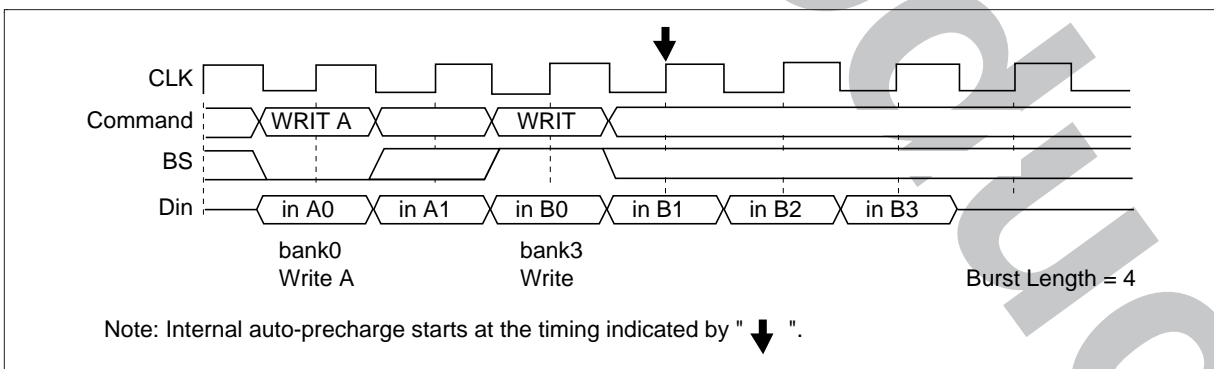 CLK
Command WRIT A WRIT
BS
Din in A0 in A1 in B0 in B1 in B2 in B3
bank0 bank3
Write A Write Burst Length = 4
Note: Internal auto-precharge starts at the timing indicated by " ".